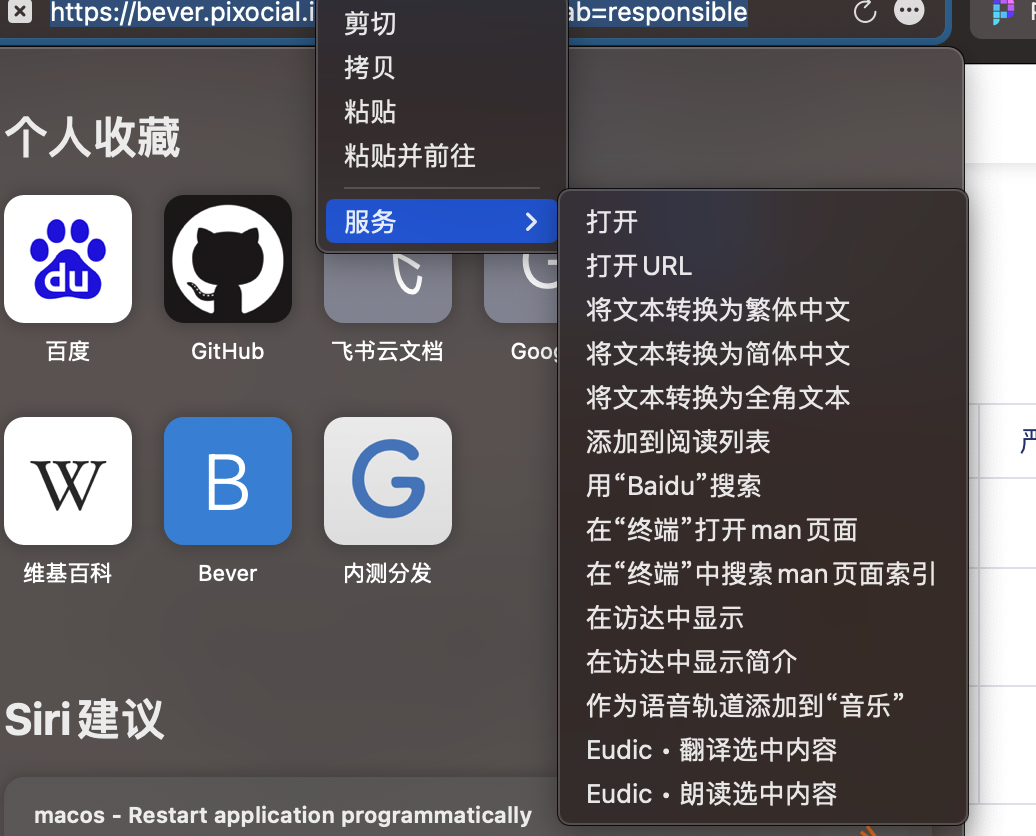 https://bever.pixocial.i
ab=responsible
剪切
拷贝
粘贴
粘贴并前往
服务
个人收藏
du
百度
GitHub
飞书云文档
Goog
W
维基百科
B
Bever
G
内测分发
打开
打开 URL
将文本转换为繁体中文
将文本转换为简体中文
将文本转换为全角文本
添加到阅读列表
用“Baidu”搜索
在“终端”打开 man 页面
在“终端”中搜索 man 页面索引
在访达中显示
在访达中显示简介
作为语音轨道添加到“音乐”
Eudic • 翻译选中内容
Eudic • 朗读选中内容
Siri 建议
macos - Restart application programmatically